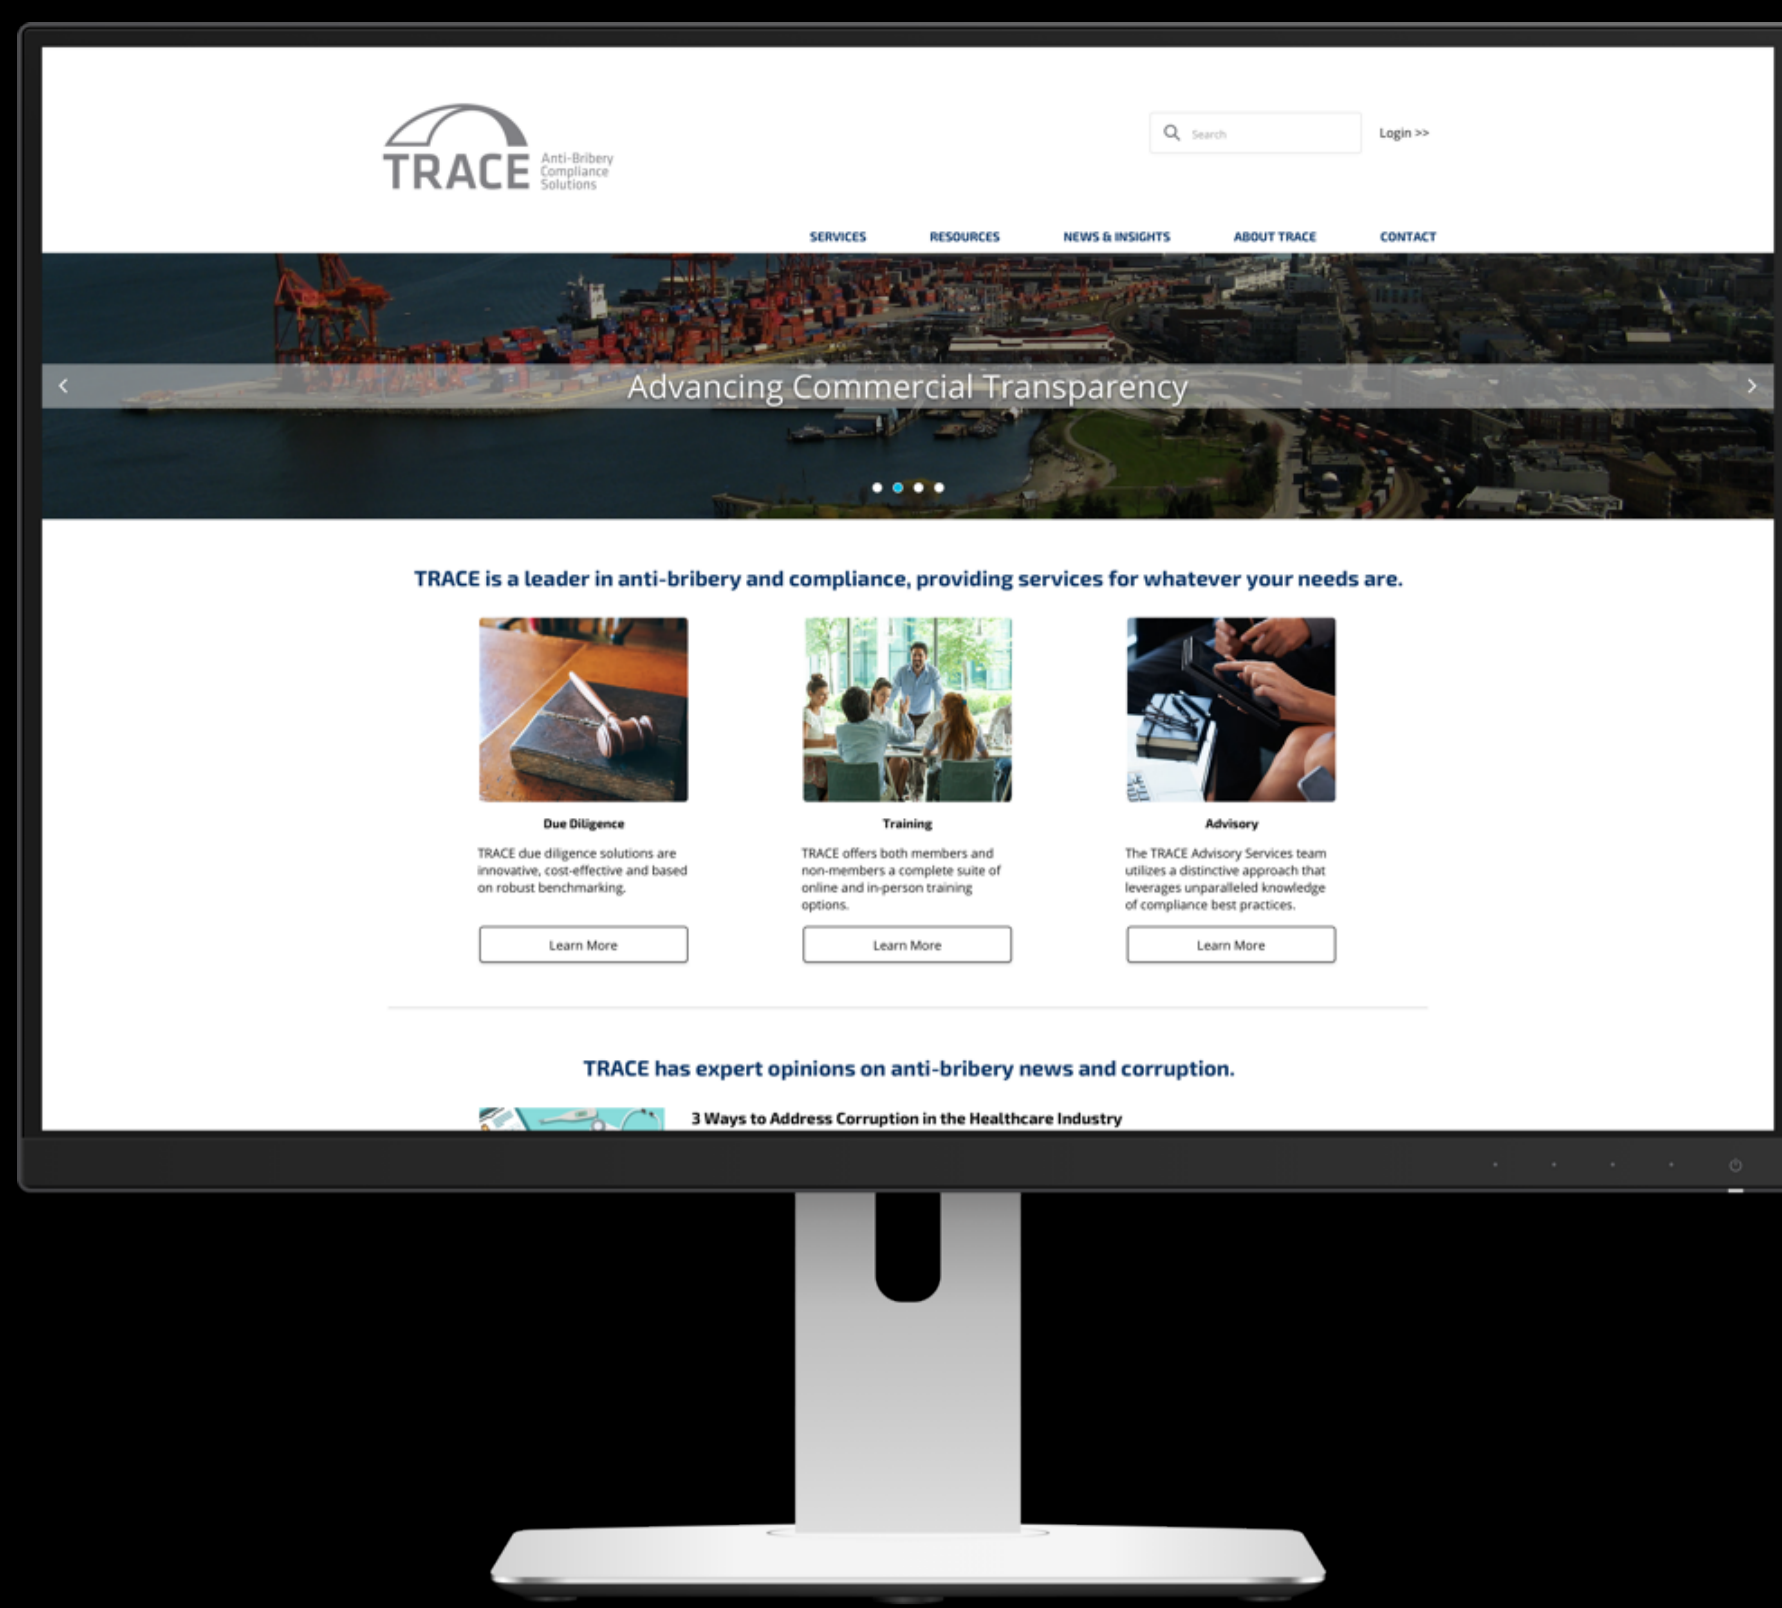 TRACE
Anti-Bribery
Compliance
Solutions
Search
Login >>
SERVICES RESOURCES NEWS & INSIGHTS ABOUT TRACE CONTACT
Advancing Commercial Transparency
TRACE is a leader in anti-bribery and compliance, providing services for whatever your needs are.
Due Diligence
TRACE due diligence solutions are
innovative, cost-effective and based
on robust benchmarking.
Learn More
Training
TRACE offers both members and
non-members a complete suite of
online and in-person training
options.
Learn More
Advisory
The TRACE Advisory Services team
utilizes a distinctive approach that
leverages unparalleled knowledge
of compliance best practices.
Learn More
TRACE has expert opinions on anti-bribery news and corruption.
3 Ways to Address Corruption in the Healthcare Industry